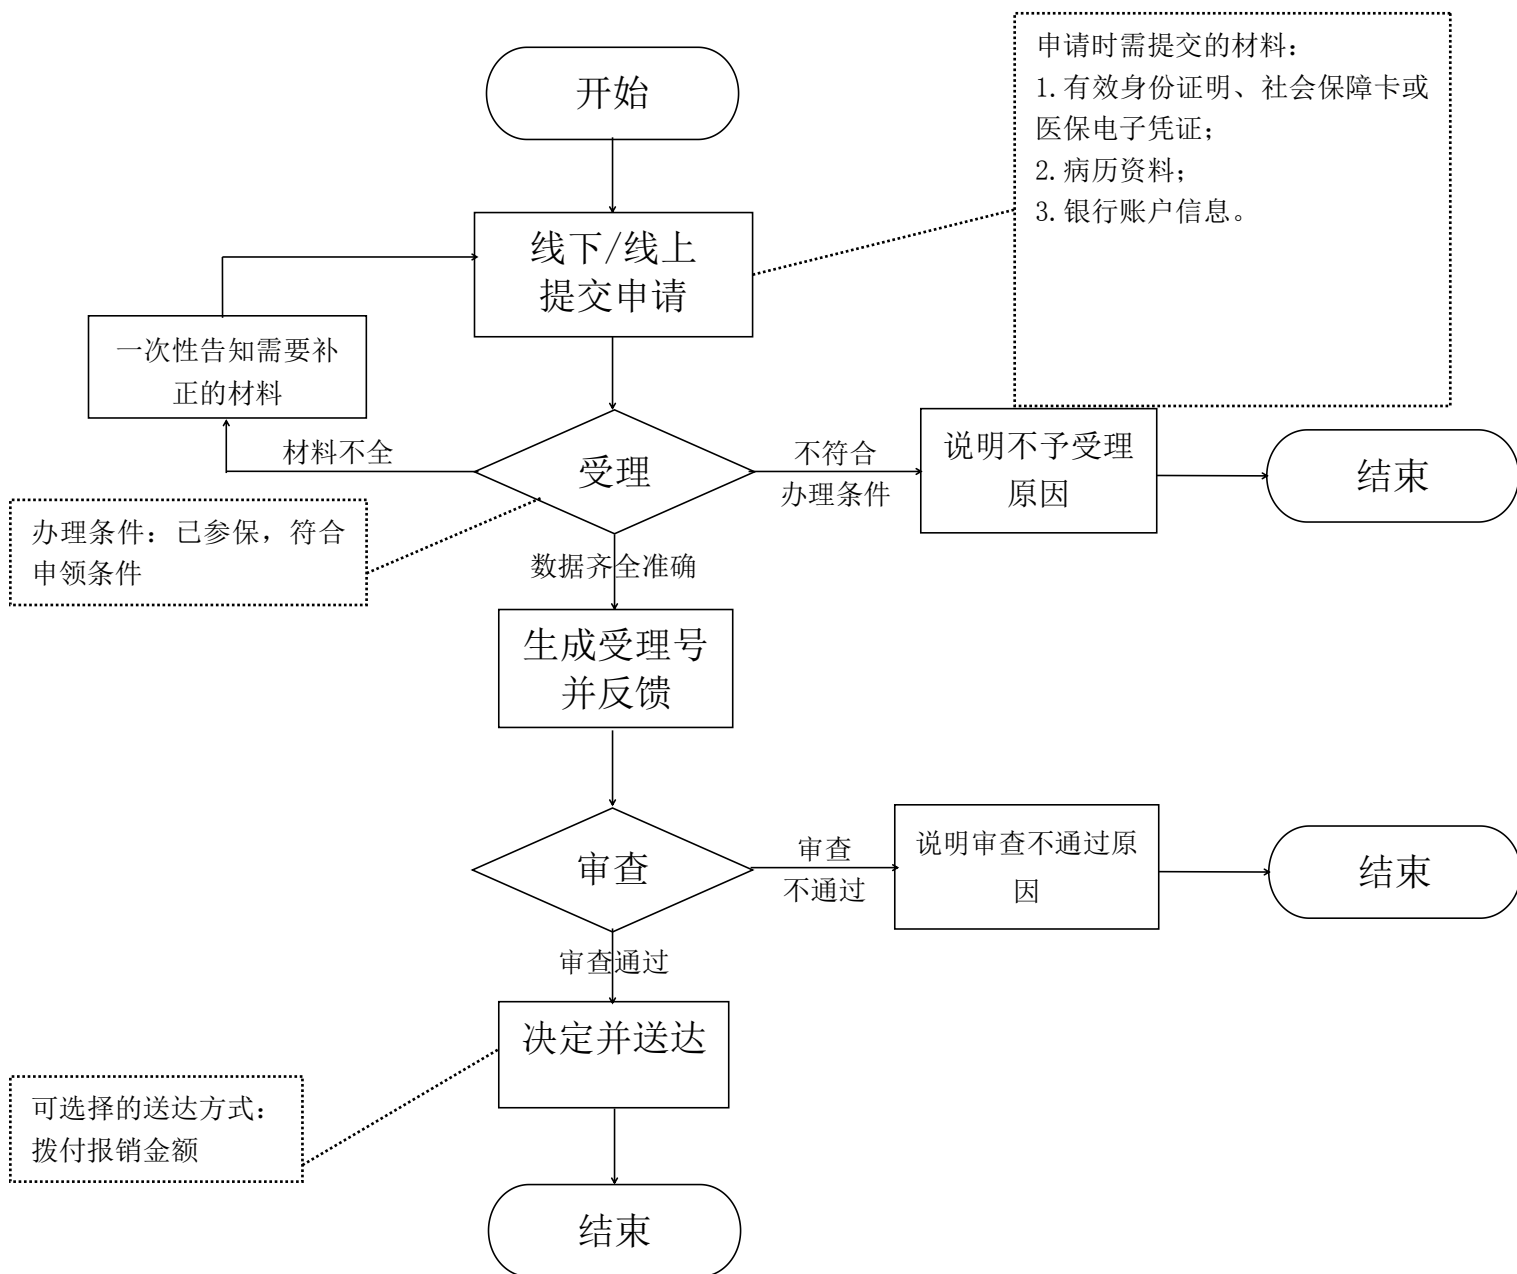 开始
申请时需提交的材料：
1.有效身份证明、社会保障卡或
医保电子凭证；
2.病历资料；
3.银行账户信息。
线下/线上
提交申请
一次性告知需要补
正的材料
材料不全
受理
不符合
办理条件
说明不予受理
原因
结束
办理条件：已参保，符合
申领条件
数据齐全准确
生成受理号
并反馈
审查
审查
不通过
说明审查不通过原
因
结束
审查通过
决定并送达
可选择的送达方式：
拨付报销金额
结束